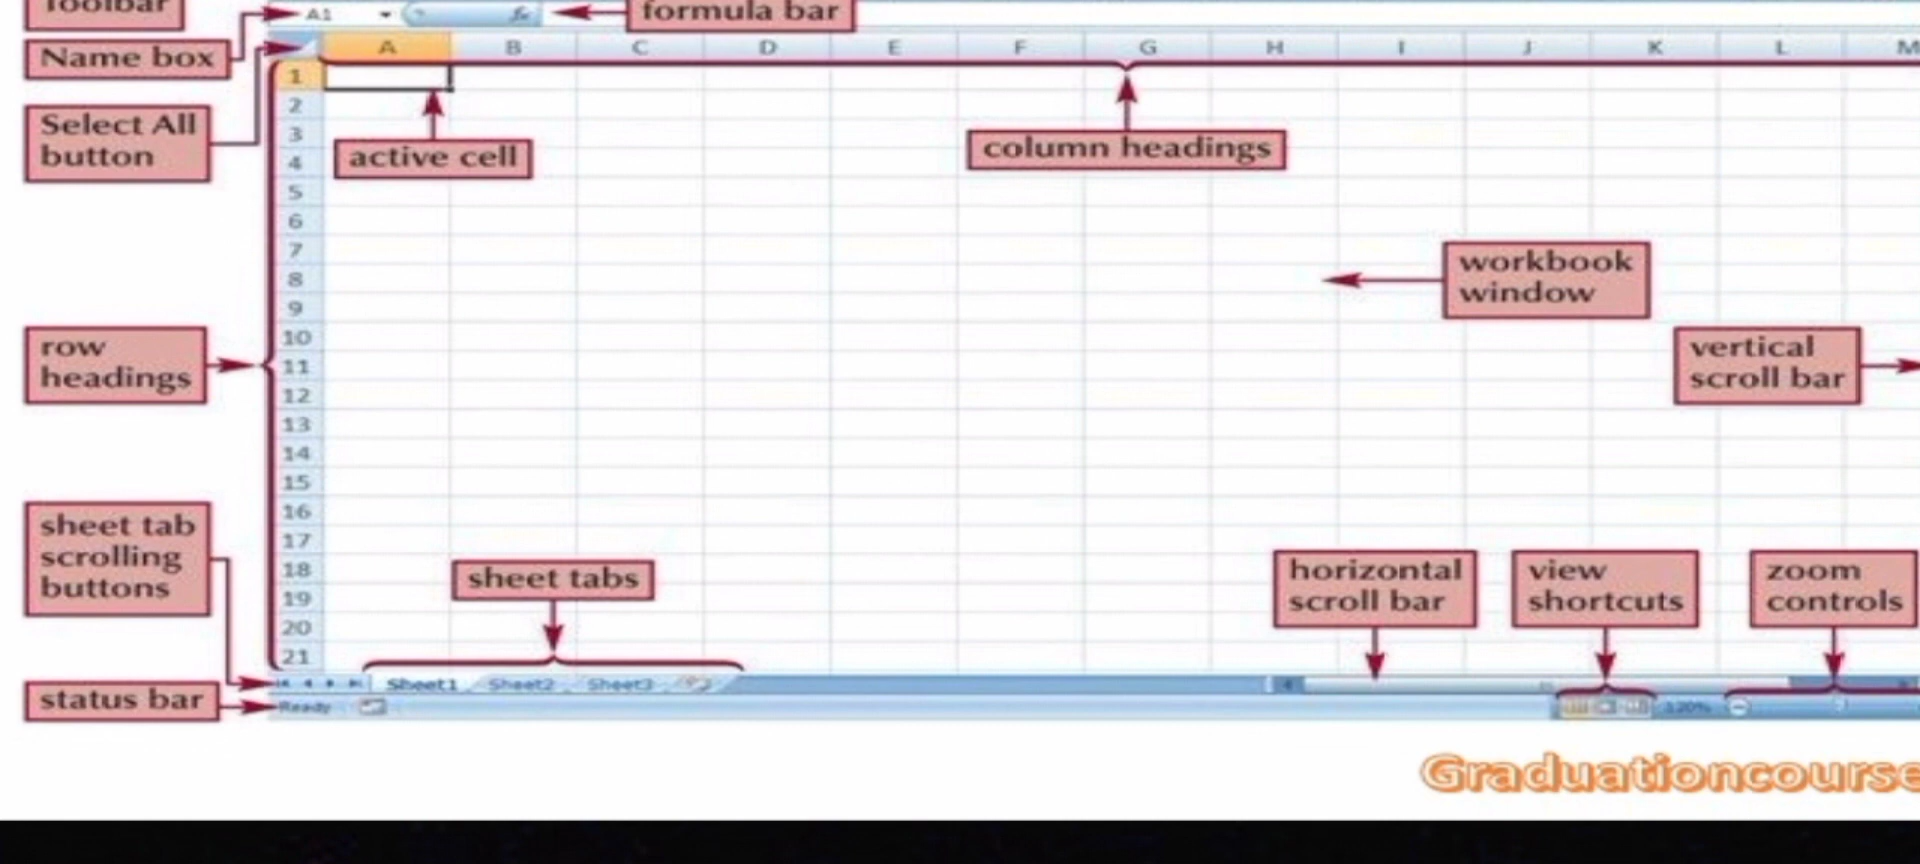 Toolbar
A1
fx
formula bar
Name box
A B C D E F G H I J K L M
1
2
Select All
button
3
active cell
column headings
4
5
6
7
workbook
window
8
9
10
row
headings
vertical
scroll bar
11
12
13
14
15
16
sheet tab
scrolling
buttons
17
18
sheet tabs
horizontal
scroll bar
view
shortcuts
zoom
controls
19
20
21
Sheet1 Sheet2 Sheet3
status bar
Ready
120%
Graduationcourse